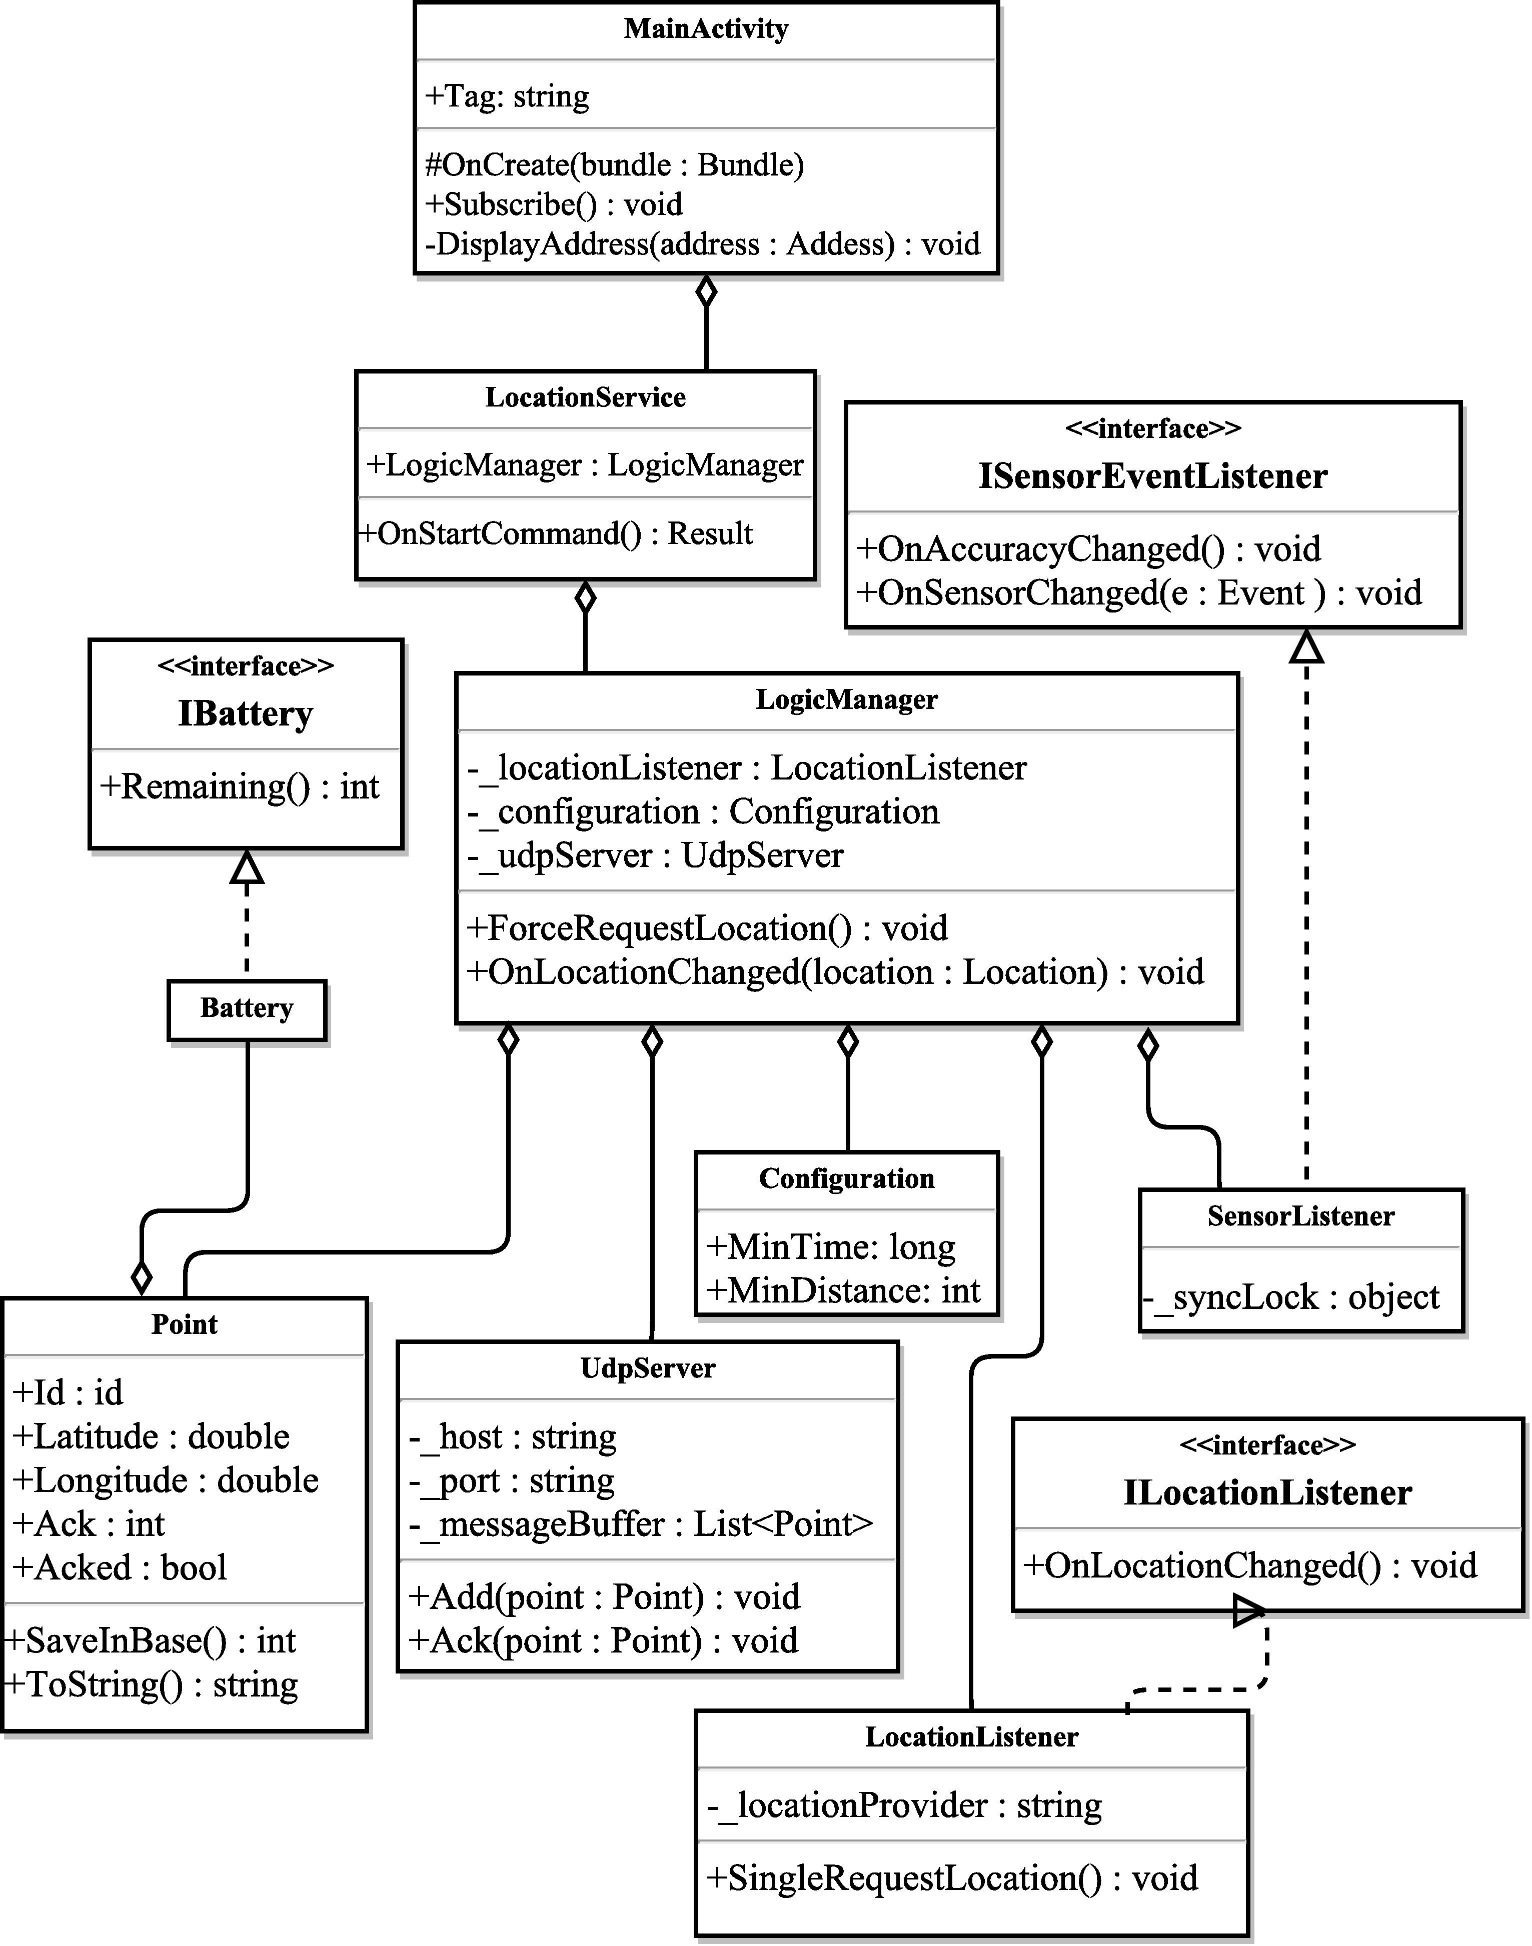 MainActivity
+Tag: string
#OnCreate(bundle : Bundle)
+Subscribe() : void
-DisplayAddress(address : Addess) : void
LocationService
+LogicManager : LogicManager
+OnStartCommand() : Result
<<interface>>
ISensorEventListener
+OnAccuracyChanged() : void
+OnSensorChanged(e : Event ) : void
<<interface>>
IBattery
+Remaining() : int
LogicManager
-_locationListener : LocationListener
-_configuration : Configuration
-_udpServer : UdpServer
+ForceRequestLocation() : void
+OnLocationChanged(location : Location) : void
Battery
Configuration
+MinTime: long
+MinDistance: int
SensorListener
-_syncLock : object
Point
+Id : id
+Latitude : double
+Longitude : double
+Ack : int
+Acked : bool
+SaveInBase() : int
+ToString() : string
UdpServer
-_host : string
-_port : string
-_messageBuffer : List<Point>
+Add(point : Point) : void
+Ack(point : Point) : void
<<interface>>
ILocationListener
+OnLocationChanged() : void
LocationListener
-_locationProvider : string
+SingleRequestLocation() : void